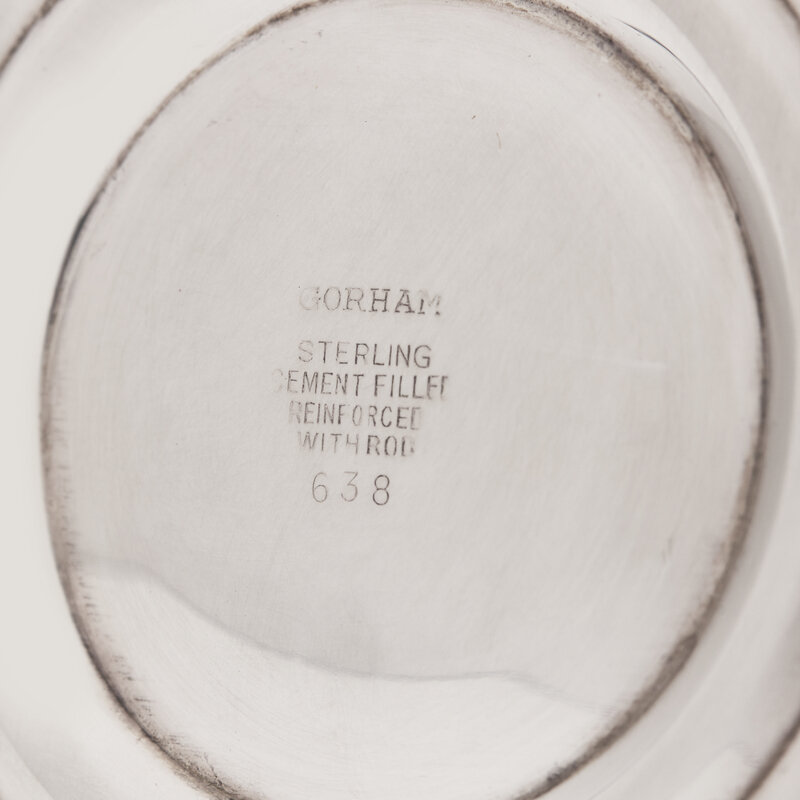 GORHAM
STERLING
CEMENT FILLED
REINFORCED
WITH ROD
638